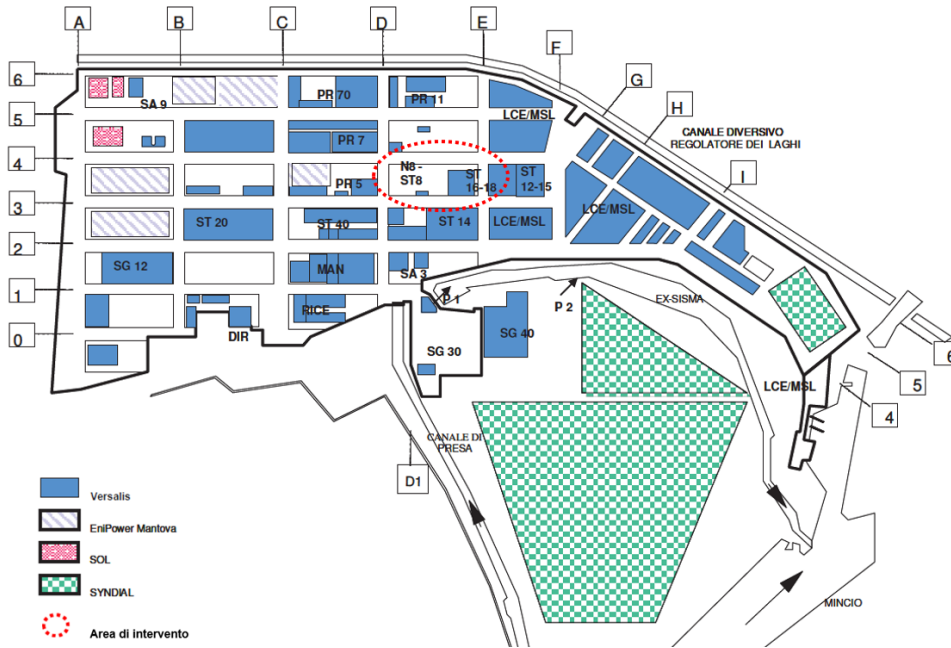 A
B
C
D
E
F
G
H
I
6
5
4
3
2
1
0
SA 9
PR 70
PR 11
LCE/MSL
CANALE DIVERSIVO
REGOLATORE DEI LAGHI
PR 7
PR 5
N8 -
ST8
ST
16-18
ST
12-15
LCE/MSL
ST 20
ST 40
ST 14
LCE/MSL
SG 12
MAN
SA 3
P 1
P 2
EX-SISMA
RICE
DIR
SG 30
SG 40
LCE/MSL
6
5
4
CANALE DI
PRESA
D1
MINCIO
Versalis
EniPower Mantova
SOL
SYNDIAL
Area di intervento